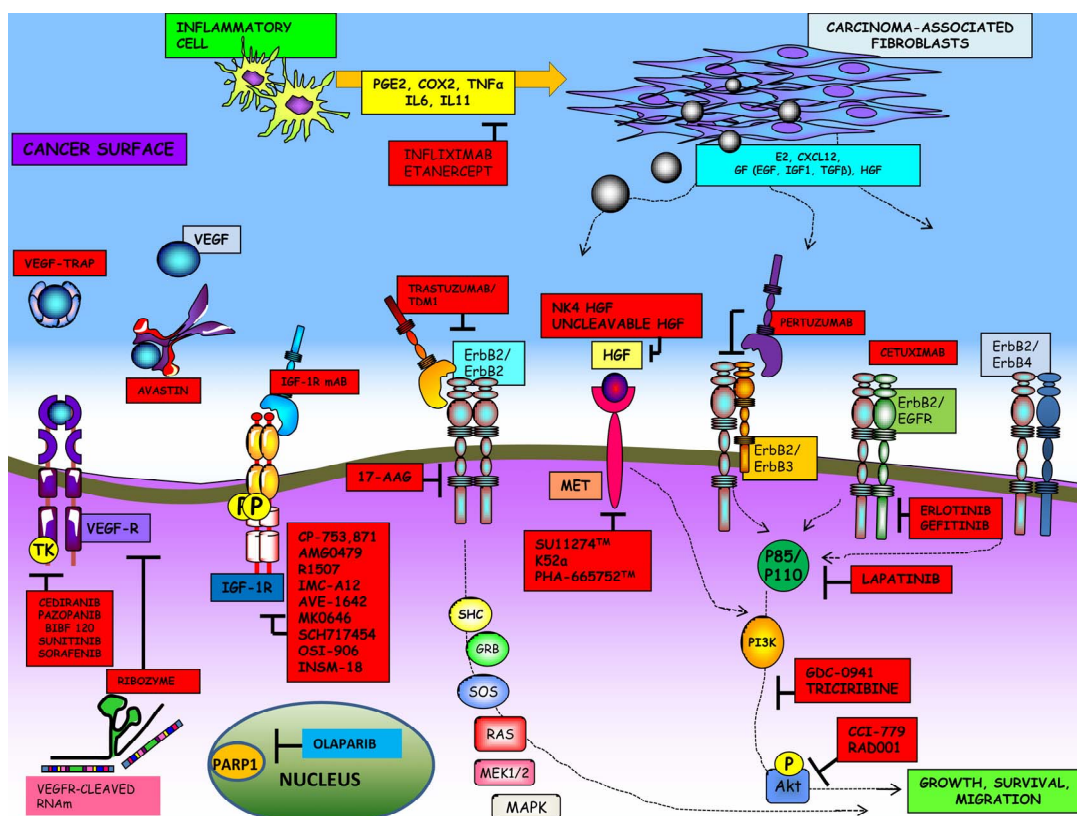 INFLAMMATORY
CELL
PGE2, COX2, TNFα
IL6, IL11
CARCINOMA-ASSOCIATED
FIBROBLASTS
CANCER SURFACE
INFLIXIMAB
ETANERCEPT
E2, CXCL12,
GF (EGF, IGF1, TGFβ), HGF
VEGF
VEGF-TRAP
AVASTIN
IGF-1R mAB
TRASTUZUMAB/
TDM1
ErbB2/
ErbB2
NK4 HGF
UNCLEAVABLE HGF
HGF
PERTUZUMAB
CETUXIMAB
ErbB2/
ErbB4
ErbB2/
EGFR
ErbB2/
ErbB3
17-AAG
MET
VEGF-R
TK
P
P
IGF-1R
CP-753,871
AMG0479
R1507
IMC-A12
AVE-1642
MK0646
SCH717454
OSI-906
INSM-18
SU11274™
K52a
PHA-665752™
ERLOTINIB
GEFITINIB
P85/
P110
LAPATINIB
CEDIRANIB
PAZOPANIB
BIBF 120
SUNITINIB
SORAFENIB
RIBOZYME
VEGFR-CLEAVED
RNAm
SHC
GRB
SOS
RAS
MEK1/2
MAPK
PI3K
GDC-0941
TRICIRIBINE
CCI-779
RAD001
P
Akt
GROWTH, SURVIVAL,
MIGRATION
PARP1
OLAPARIB
NUCLEUS